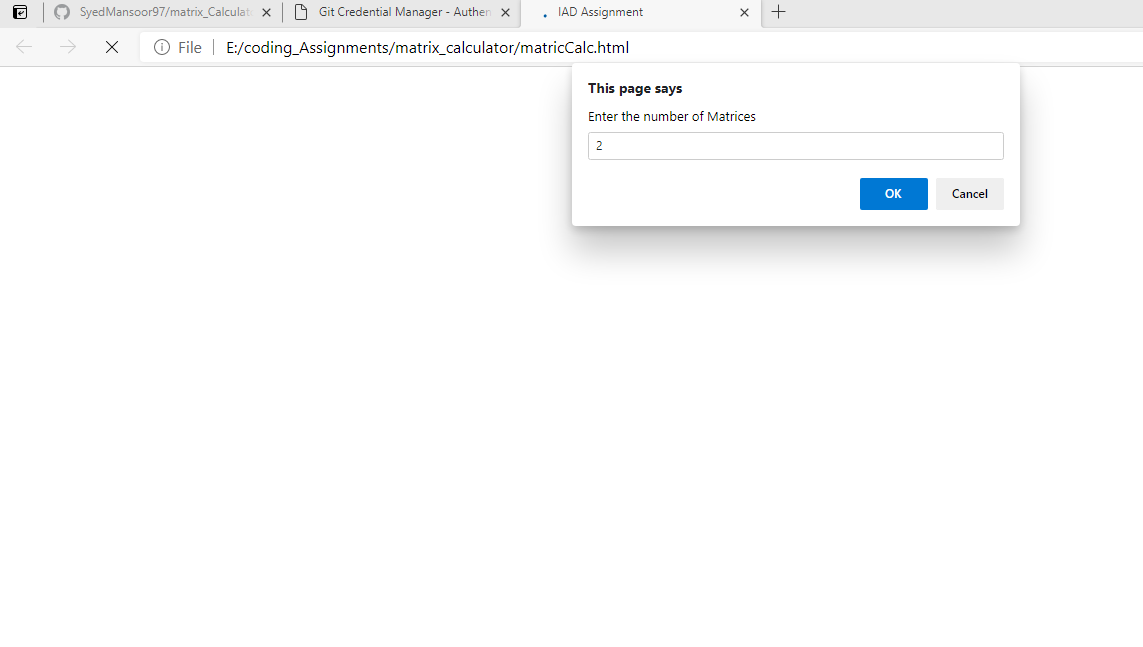 SyedMansoor97/matrix_Calculat
Git Credential Manager - Authen
IAD Assignment
File
E:/coding_Assignments/matrix_calculator/matricCalc.html
This page says
Enter the number of Matrices
2
OK
Cancel